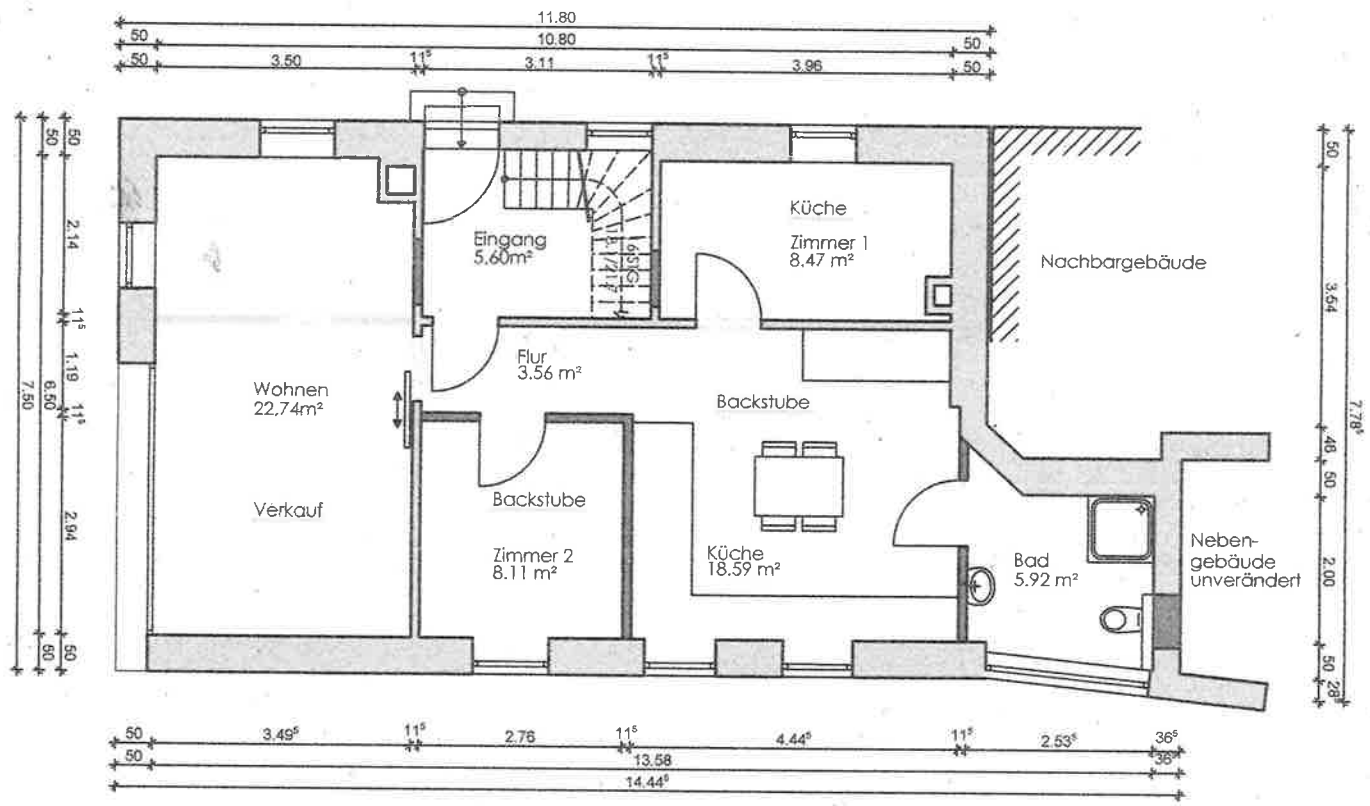 11.80
50 10.80 50
50 3.50 11⁵ 3.11 11⁵ 3.96 50
50 2.14 11⁵ 1.19 11⁵ 2.94 50
50 6.50 50
7.50
Eingang
5.60m²
6STG
Küche
Zimmer 1
8.47 m²
Nachbargebäude
Flur
3.56 m²
Wohnen
22.74m²
Verkauf
Backstube
Backstube
Zimmer 2
8.11 m²
Küche
18.59 m²
Bad
5.92 m²
Neben-
gebäude
unverändert
50 3.54 46 50 2.00 50 28⁵
7.78⁵
50 3.49⁵ 11⁵ 2.76 11⁵ 4.44⁵ 11⁵ 2.53⁵ 36⁵
50 13.58 36⁵
14.44⁵